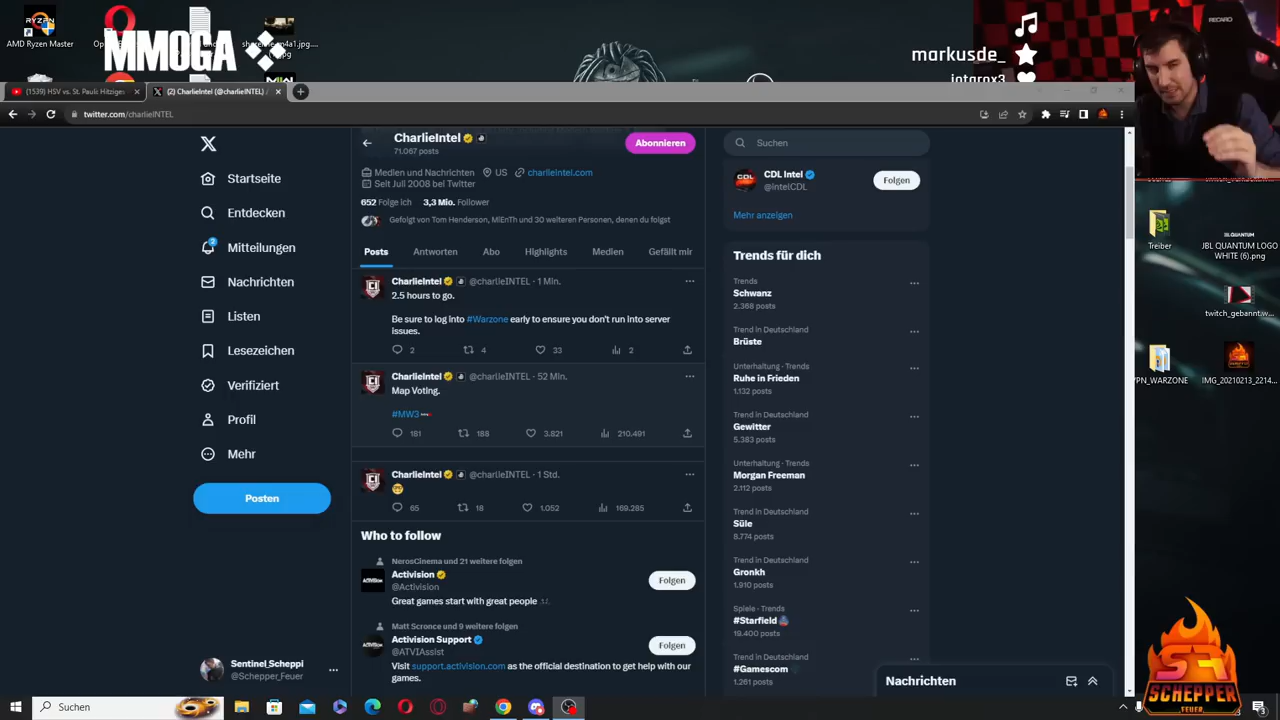 AMD Ryzen Master
MMOGA
markusde_
RECARO
(1539) HSV vs. St. Pauli: Hitziges
(2) CharlieIntel (@charlieINTEL) /
twitter.com/charlieINTEL
CharlieIntel
71.067 posts
Abonnieren
Medien und Nachrichten
US
charlieintel.com
Seit Juli 2008 bei Twitter
652 Folge ich
3,3 Mio. Follower
Gefolgt von Tom Henderson, MiEnTh und 30 weiteren Personen, denen du folgst
Posts
Antworten
Abo
Highlights
Medien
Gefällt mir
CharlieIntel @charlieINTEL · 1 Min.
2.5 hours to go.
Be sure to log into #Warzone early to ensure you don't run into server
issues.
2
4
33
2
CharlieIntel @charlieINTEL · 52 Min.
Map Voting.
#MW3
181
188
3.821
210.491
CharlieIntel @charlieINTEL · 1 Std.
65
18
1.052
169.285
Who to follow
NerosCinema und 21 weitere folgen
Activision
@Activision
Folgen
Great games start with great people
Matt Scronce und 9 weitere folgen
Activision Support
@ATVIAssist
Folgen
Visit support.activision.com as the official destination to get help with our
games.
X
Startseite
Entdecken
2
Mitteilungen
Nachrichten
Listen
Lesezeichen
Verifiziert
Profil
Mehr
Posten
Sentinel_Scheppi
@Schepper_Feuer
Suchen
CDL
CDL Intel
@intelCDL
Folgen
Mehr anzeigen
Trends für dich
Trends
Schwanz
2.368 posts
Trend in Deutschland
Brüste
Unterhaltung · Trends
Ruhe in Frieden
1.132 posts
Trend in Deutschland
Gewitter
5.383 posts
Unterhaltung · Trends
Morgan Freeman
2.112 posts
Trend in Deutschland
Süle
8.774 posts
Trend in Deutschland
Gronkh
1.910 posts
Spiele · Trends
#Starfield
19.400 posts
Trend in Deutschland
#Gamescom
1.261 posts
Nachrichten
Treiber
JBL QUANTUM LOGO
WHITE (6).png
twitch_gebannt.w...
VPN_WARZONE
IMG_20210213_2214...
SF
SCHEPPER
FEUER
Suchen